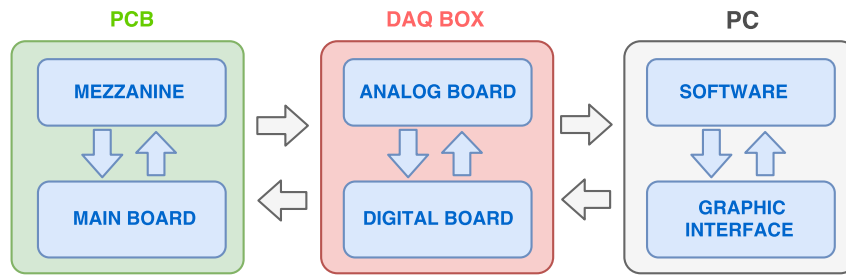 PCB
DAQ BOX
PC
MEZZANINE
MAIN BOARD
ANALOG BOARD
DIGITAL BOARD
SOFTWARE
GRAPHIC
INTERFACE